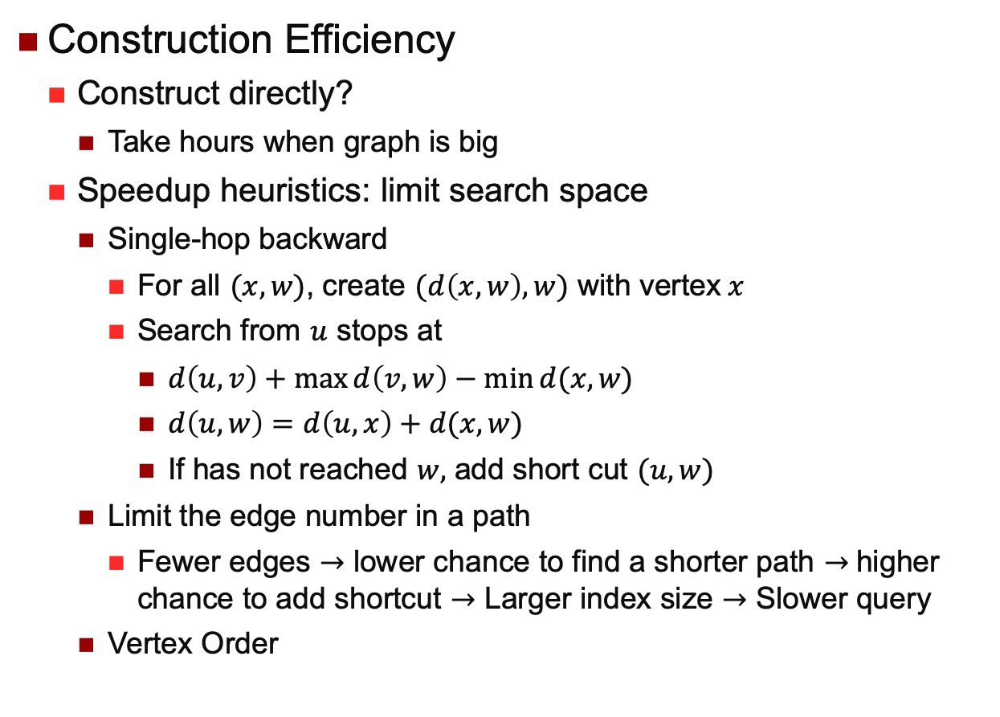 Construction Efficiency
Construct directly?
Take hours when graph is big
Speedup heuristics: limit search space
Single-hop backward
For all (𝑥, 𝑤), create (𝑑(𝑥, 𝑤), 𝑤) with vertex 𝑥
Search from 𝑢 stops at
𝑑(𝑢, 𝑣) + max 𝑑(𝑣, 𝑤) − min 𝑑(𝑥, 𝑤)
𝑑(𝑢, 𝑤) = 𝑑(𝑢, 𝑥) + 𝑑(𝑥, 𝑤)
If has not reached 𝑤, add short cut (𝑢, 𝑤)
Limit the edge number in a path
Fewer edges → lower chance to find a shorter path → higher
chance to add shortcut → Larger index size → Slower query
Vertex Order